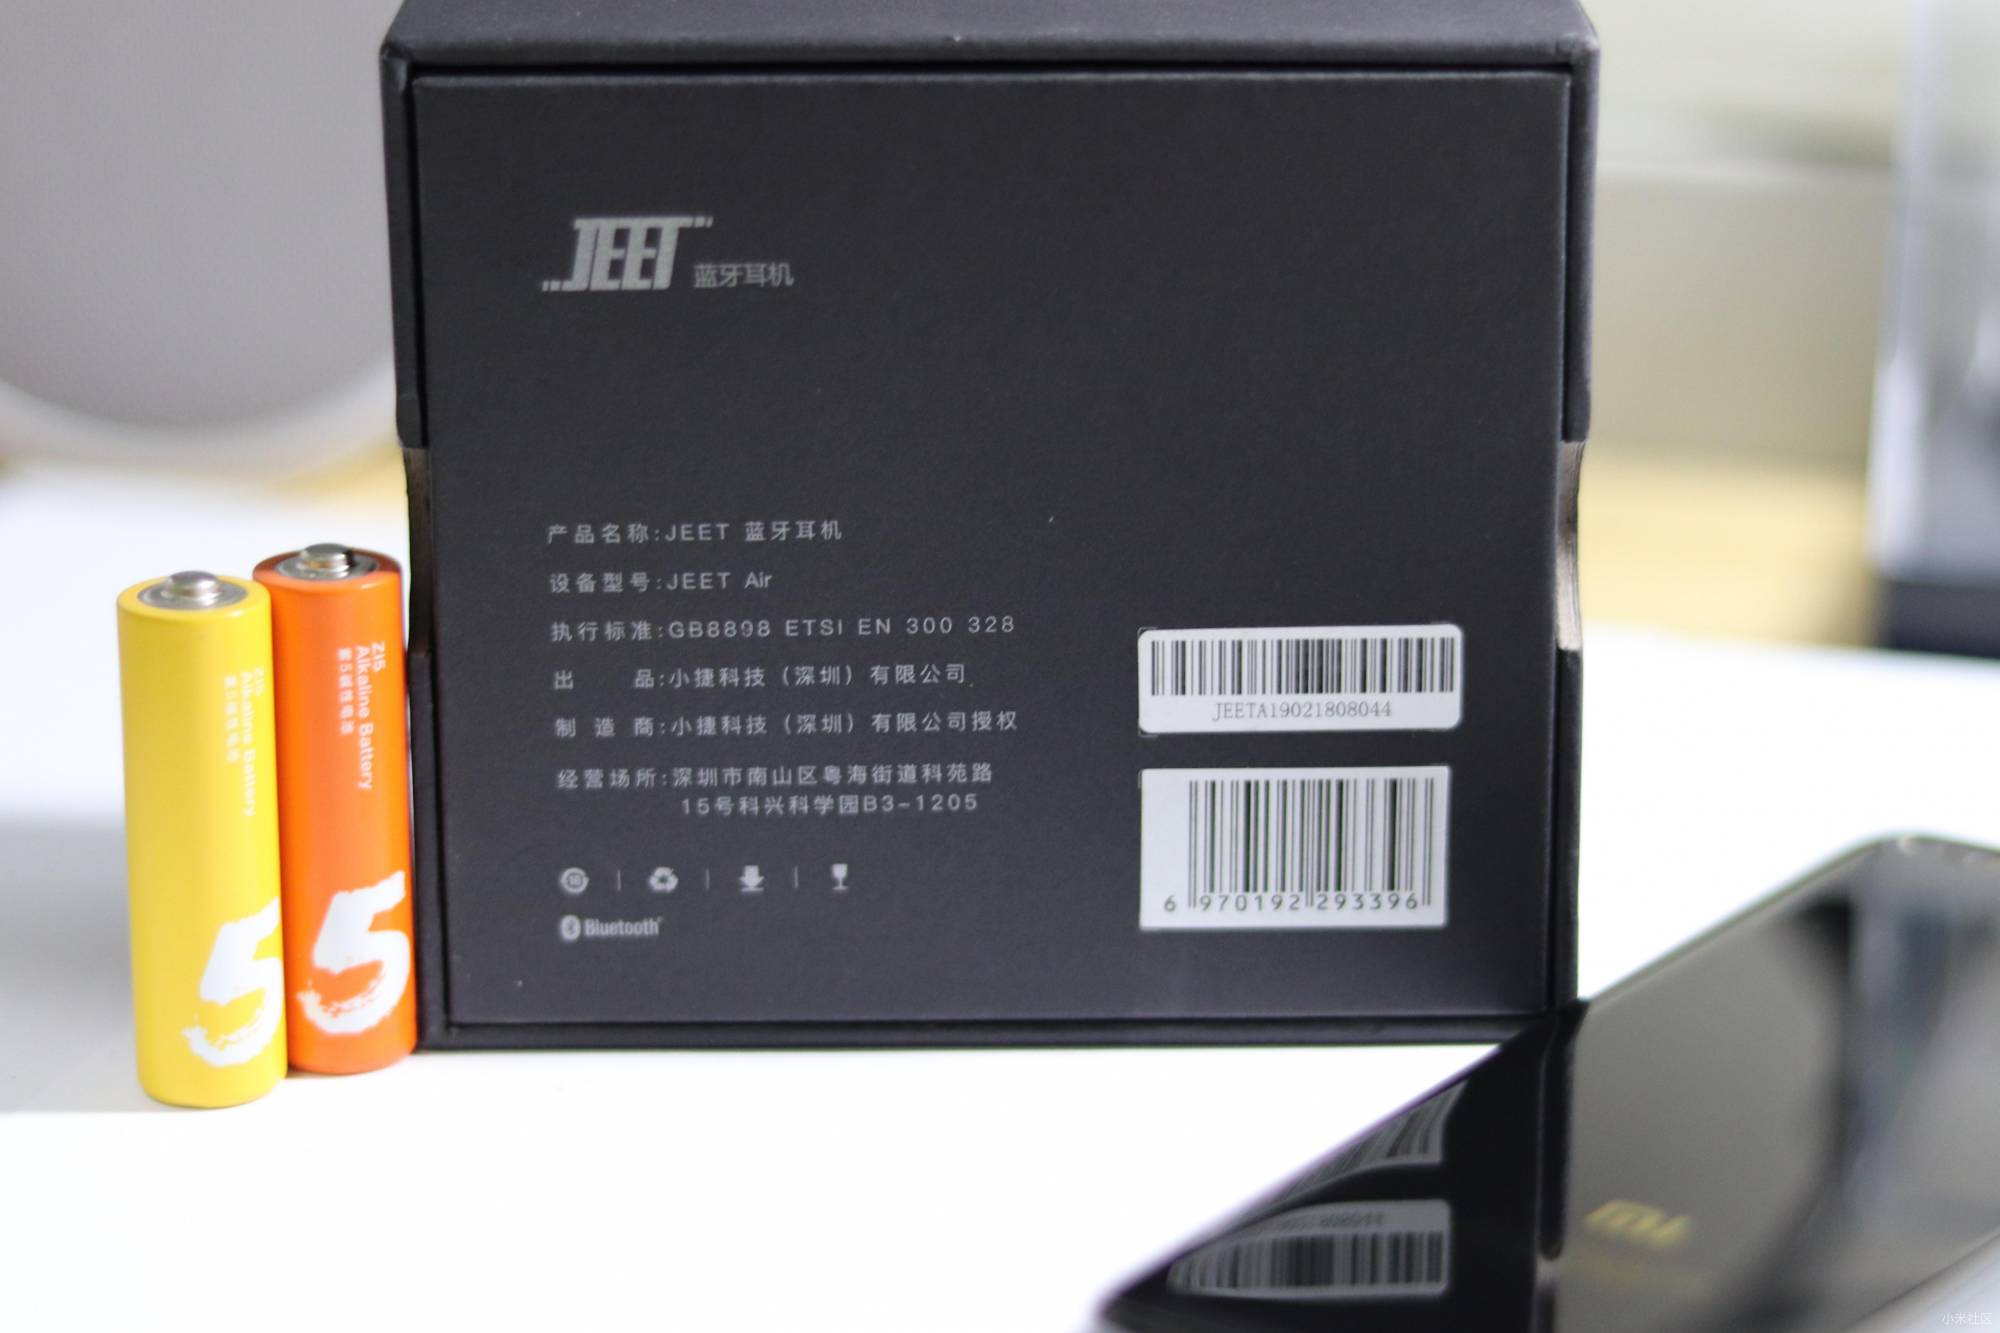 JEET 蓝牙耳机
产品名称:JEET 蓝牙耳机
设备型号:JEET Air
执行标准:GB8898 ETSI EN 300 328
出 品:小捷科技（深圳）有限公司
制 造 商:小捷科技（深圳）有限公司授权
经营场所:深圳市南山区粤海街道科苑路
15号科兴科学园B3-1205
Bluetooth
JEETA19021808044
6 970192 293396
ZI5
Alkaline Battery
5
ZI5
Alkaline Battery
5
mi
小米社区